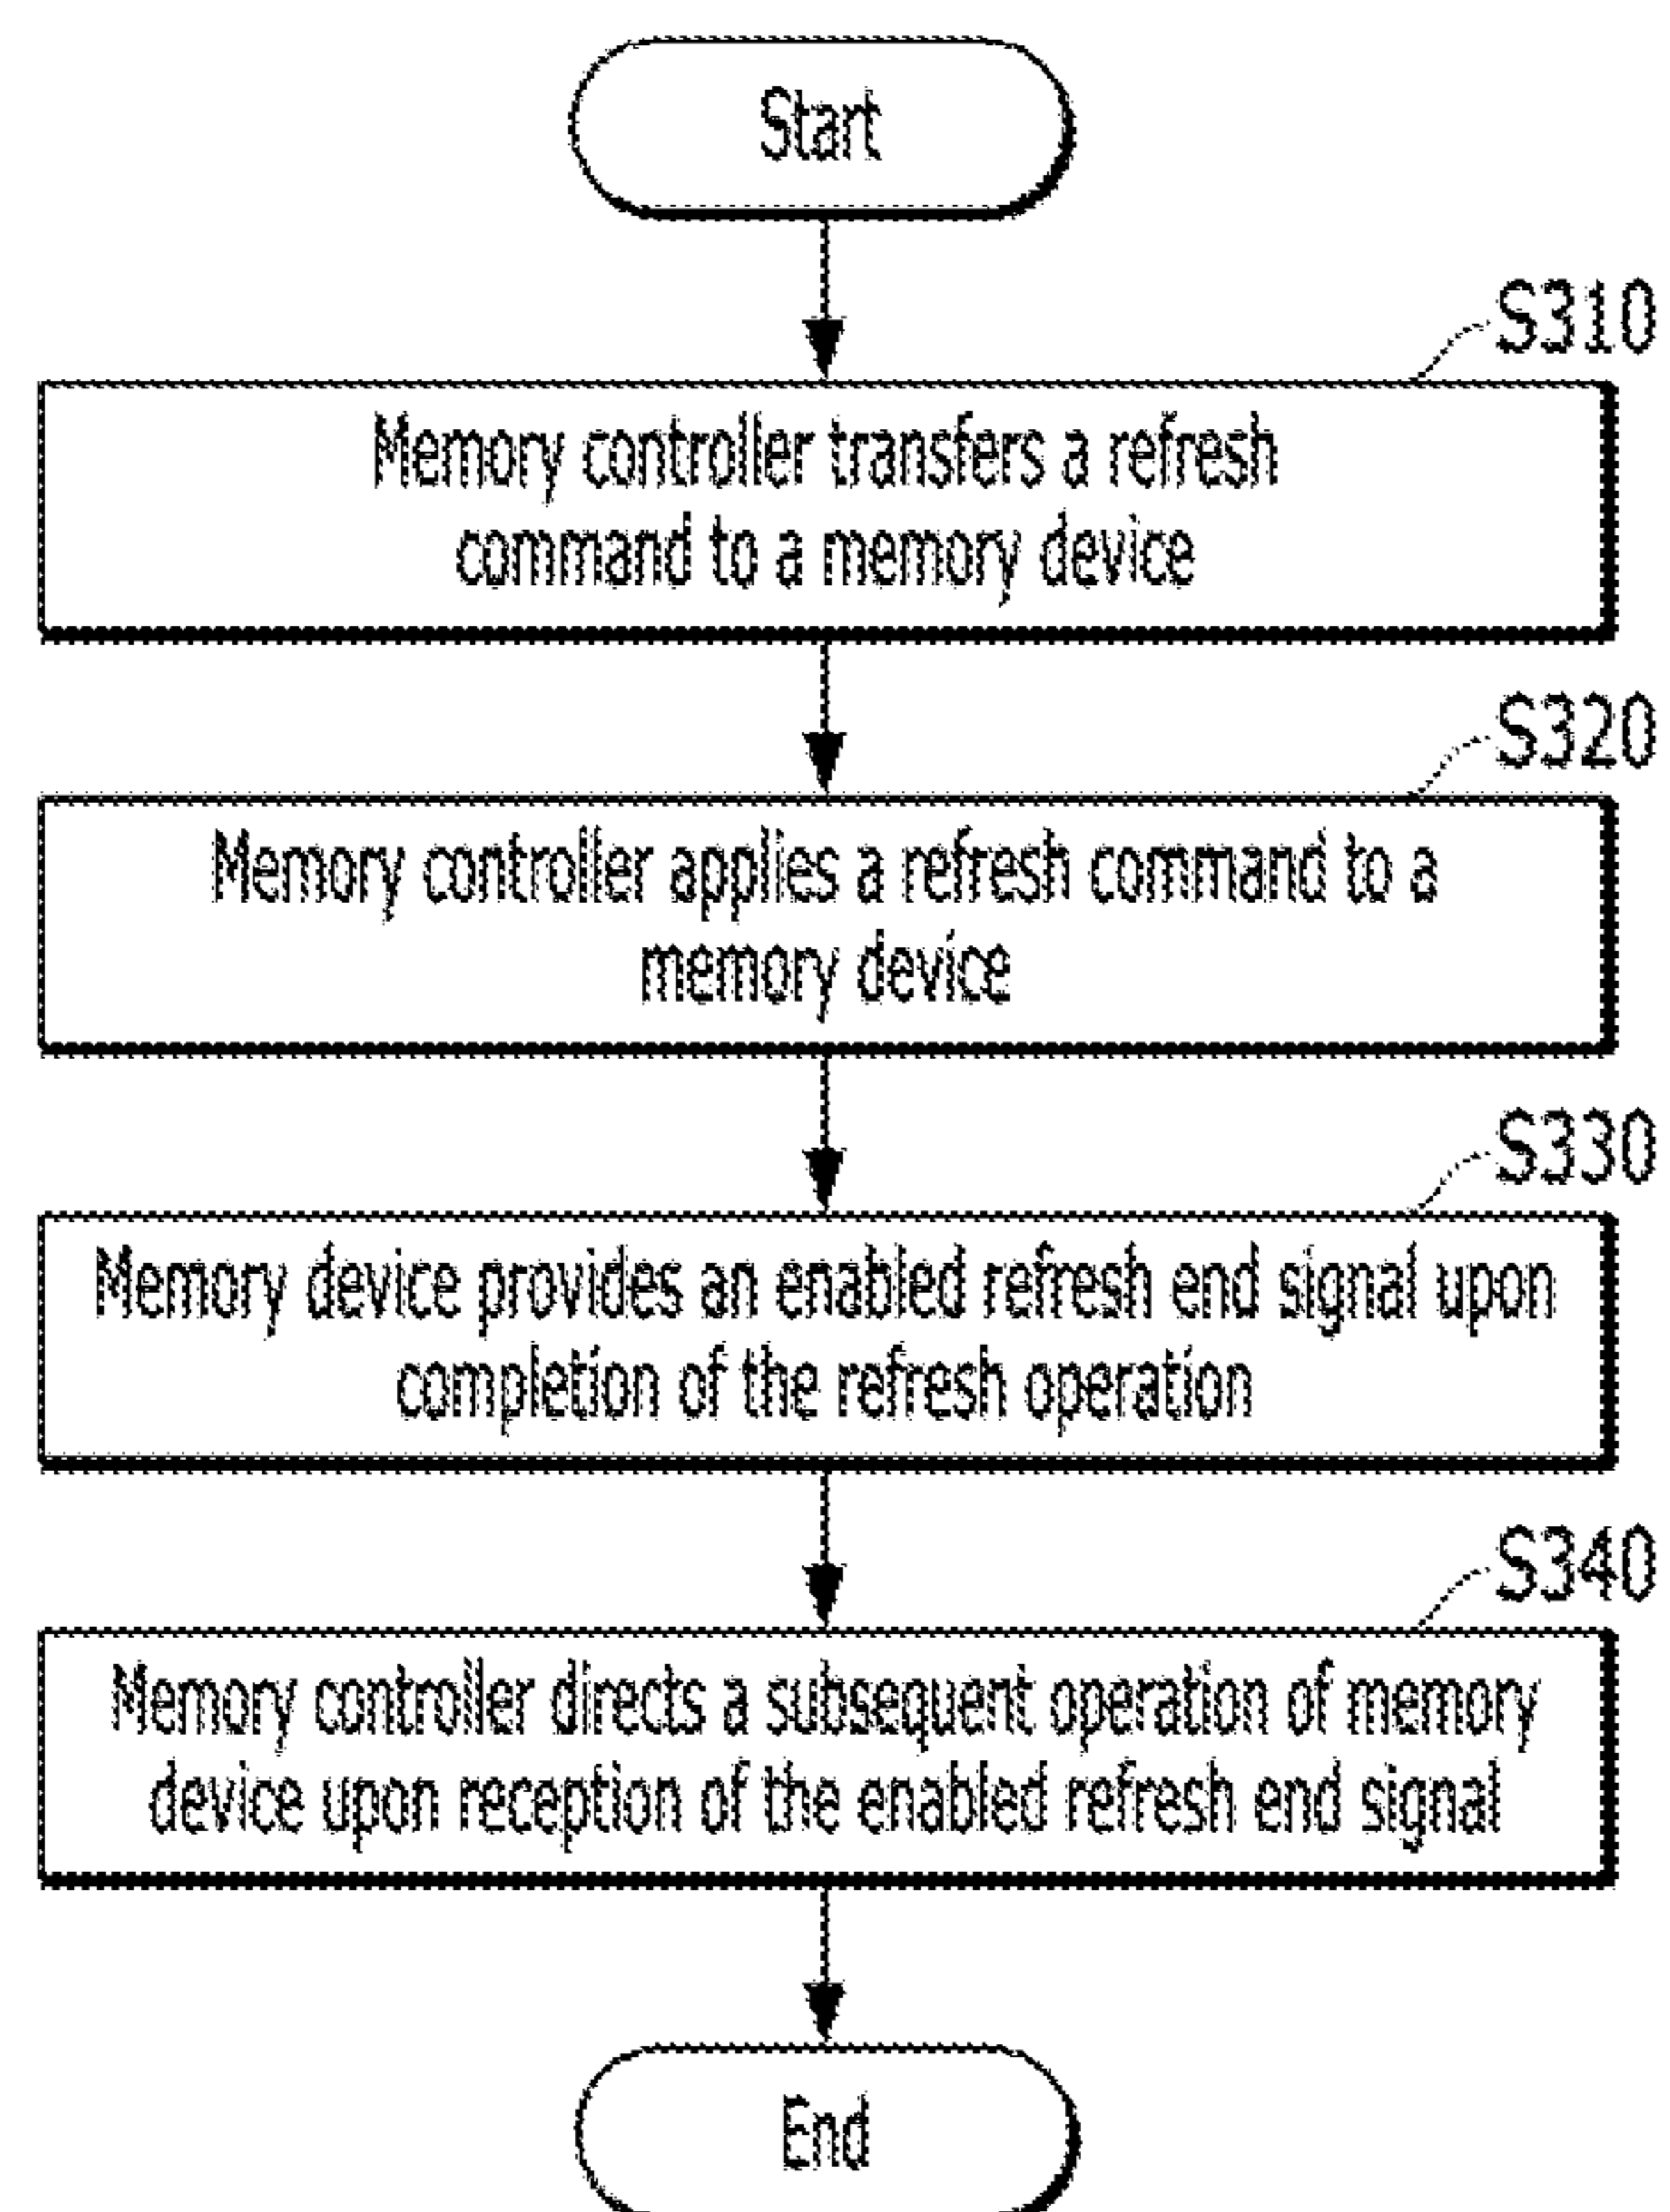 Start
S310
Memory controller transfers a refresh
command to a memory device
S320
Memory controller applies a refresh command to a
memory device
S330
Memory device provides an enabled refresh end signal upon
completion of the refresh operation
S340
Memory controller directs a subsequent operation of memory
device upon reception of the enabled refresh end signal
End